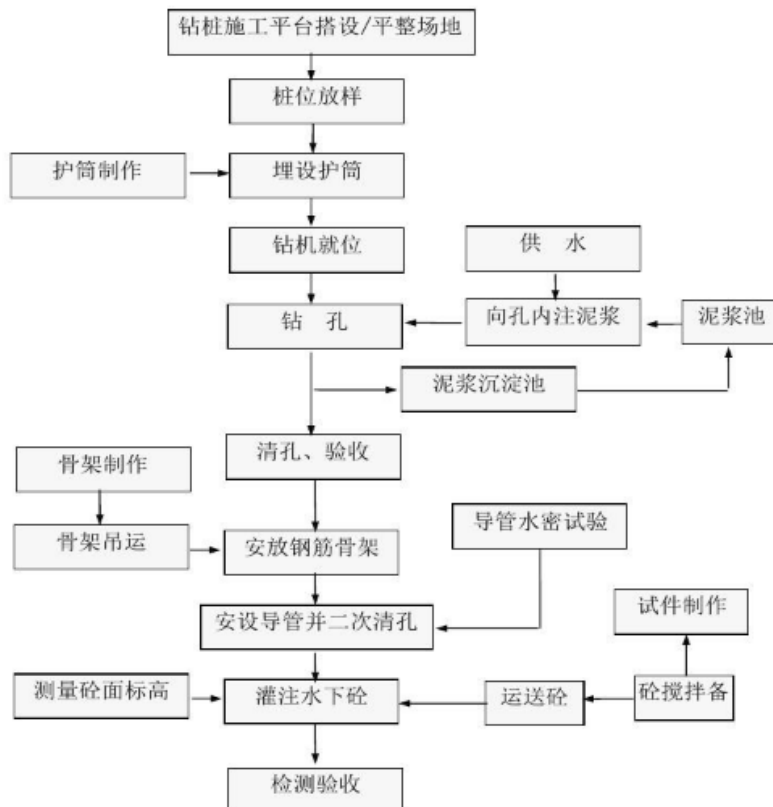 钻桩施工平台搭设/平整场地
桩位放样
护筒制作
埋设护筒
钻机就位
供 水
钻 孔
向孔内注泥浆
泥浆池
泥浆沉淀池
清孔、验收
骨架制作
导管水密试验
骨架吊运
安放钢筋骨架
试件制作
安设导管并二次清孔
测量砼面标高
灌注水下砼
运送砼
砼搅拌备
检测验收